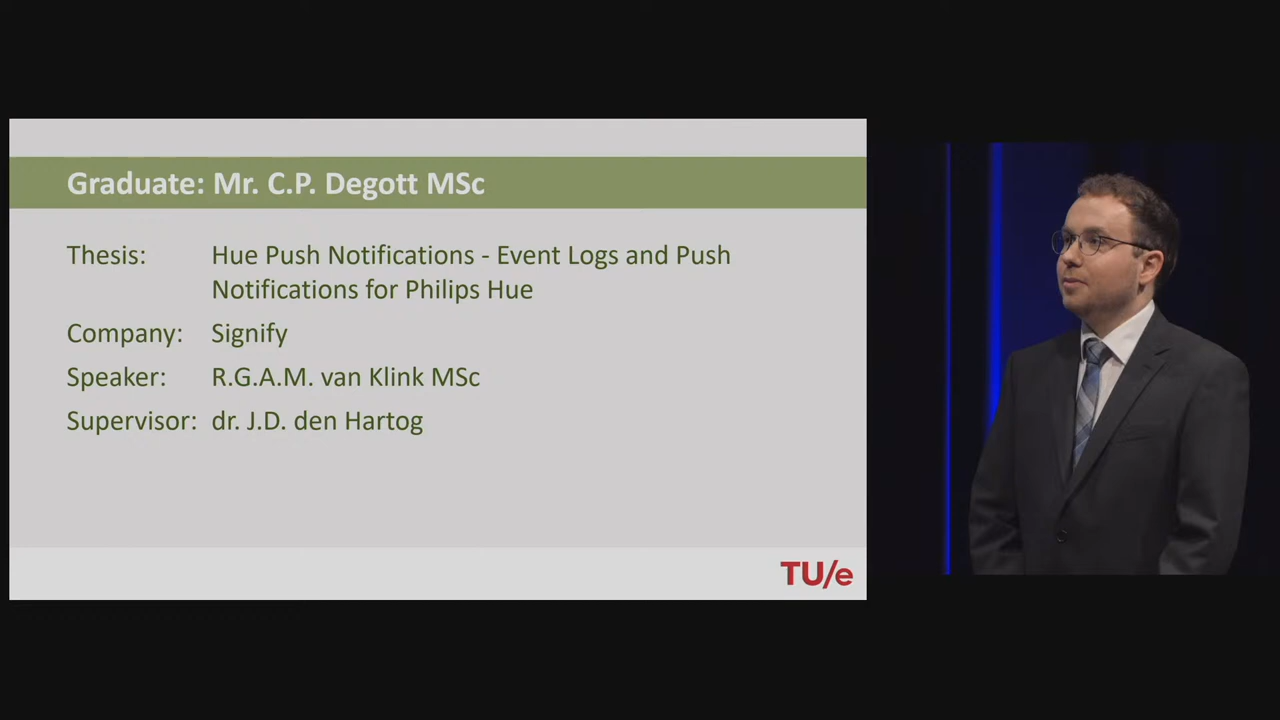 Graduate: Mr. C.P. Degott MSc
Thesis: Hue Push Notifications - Event Logs and Push
Notifications for Philips Hue
Company: Signify
Speaker: R.G.A.M. van Klink MSc
Supervisor: dr. J.D. den Hartog
TU/e